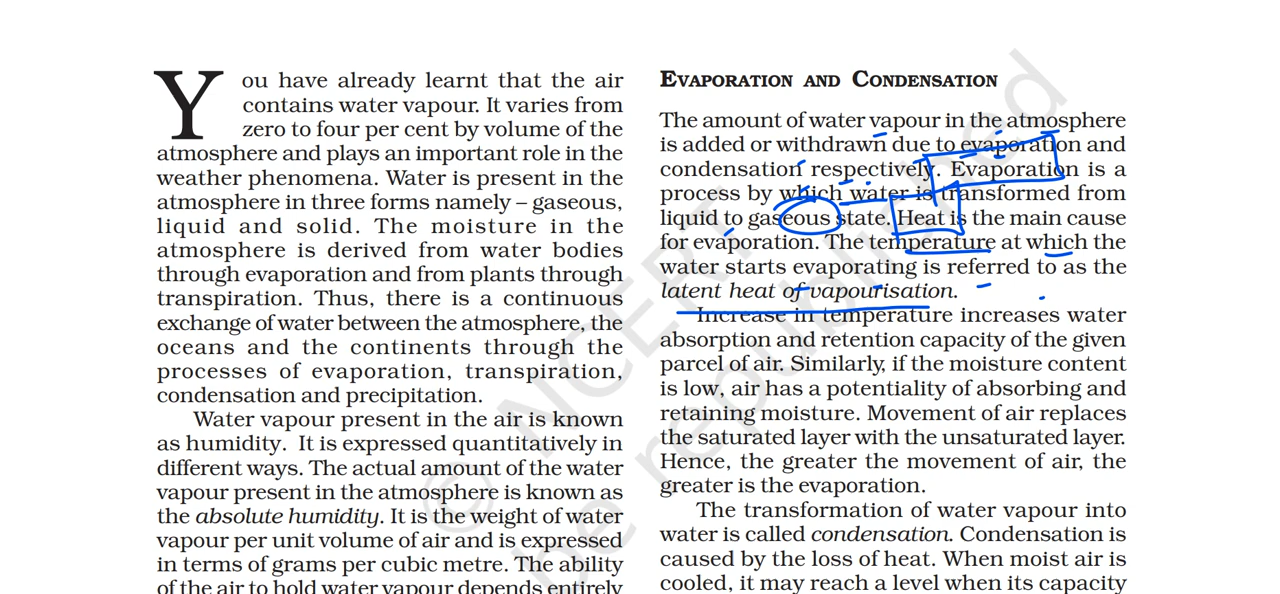 You have already learnt that the air
contains water vapour. It varies from
zero to four per cent by volume of the
atmosphere and plays an important role in the
weather phenomena. Water is present in the
atmosphere in three forms namely – gaseous,
liquid and solid. The moisture in the
atmosphere is derived from water bodies
through evaporation and from plants through
transpiration. Thus, there is a continuous
exchange of water between the atmosphere, the
oceans and the continents through the
processes of evaporation, transpiration,
condensation and precipitation.
Water vapour present in the air is known
as humidity. It is expressed quantitatively in
different ways. The actual amount of the water
vapour present in the atmosphere is known as
the absolute humidity. It is the weight of water
vapour per unit volume of air and is expressed
in terms of grams per cubic metre. The ability
of the air to hold water vapour depends entirely
EVAPORATION AND CONDENSATION
The amount of water vapour in the atmosphere
is added or withdrawn due to evaporation and
condensation respectively. Evaporation is a
process by which water is transformed from
liquid to gaseous state. Heat is the main cause
for evaporation. The temperature at which the
water starts evaporating is referred to as the
latent heat of vapourisation.
Increase in temperature increases water
absorption and retention capacity of the given
parcel of air. Similarly, if the moisture content
is low, air has a potentiality of absorbing and
retaining moisture. Movement of air replaces
the saturated layer with the unsaturated layer.
Hence, the greater the movement of air, the
greater is the evaporation.
The transformation of water vapour into
water is called condensation. Condensation is
caused by the loss of heat. When moist air is
cooled, it may reach a level when its capacity
© NCERT
be republished